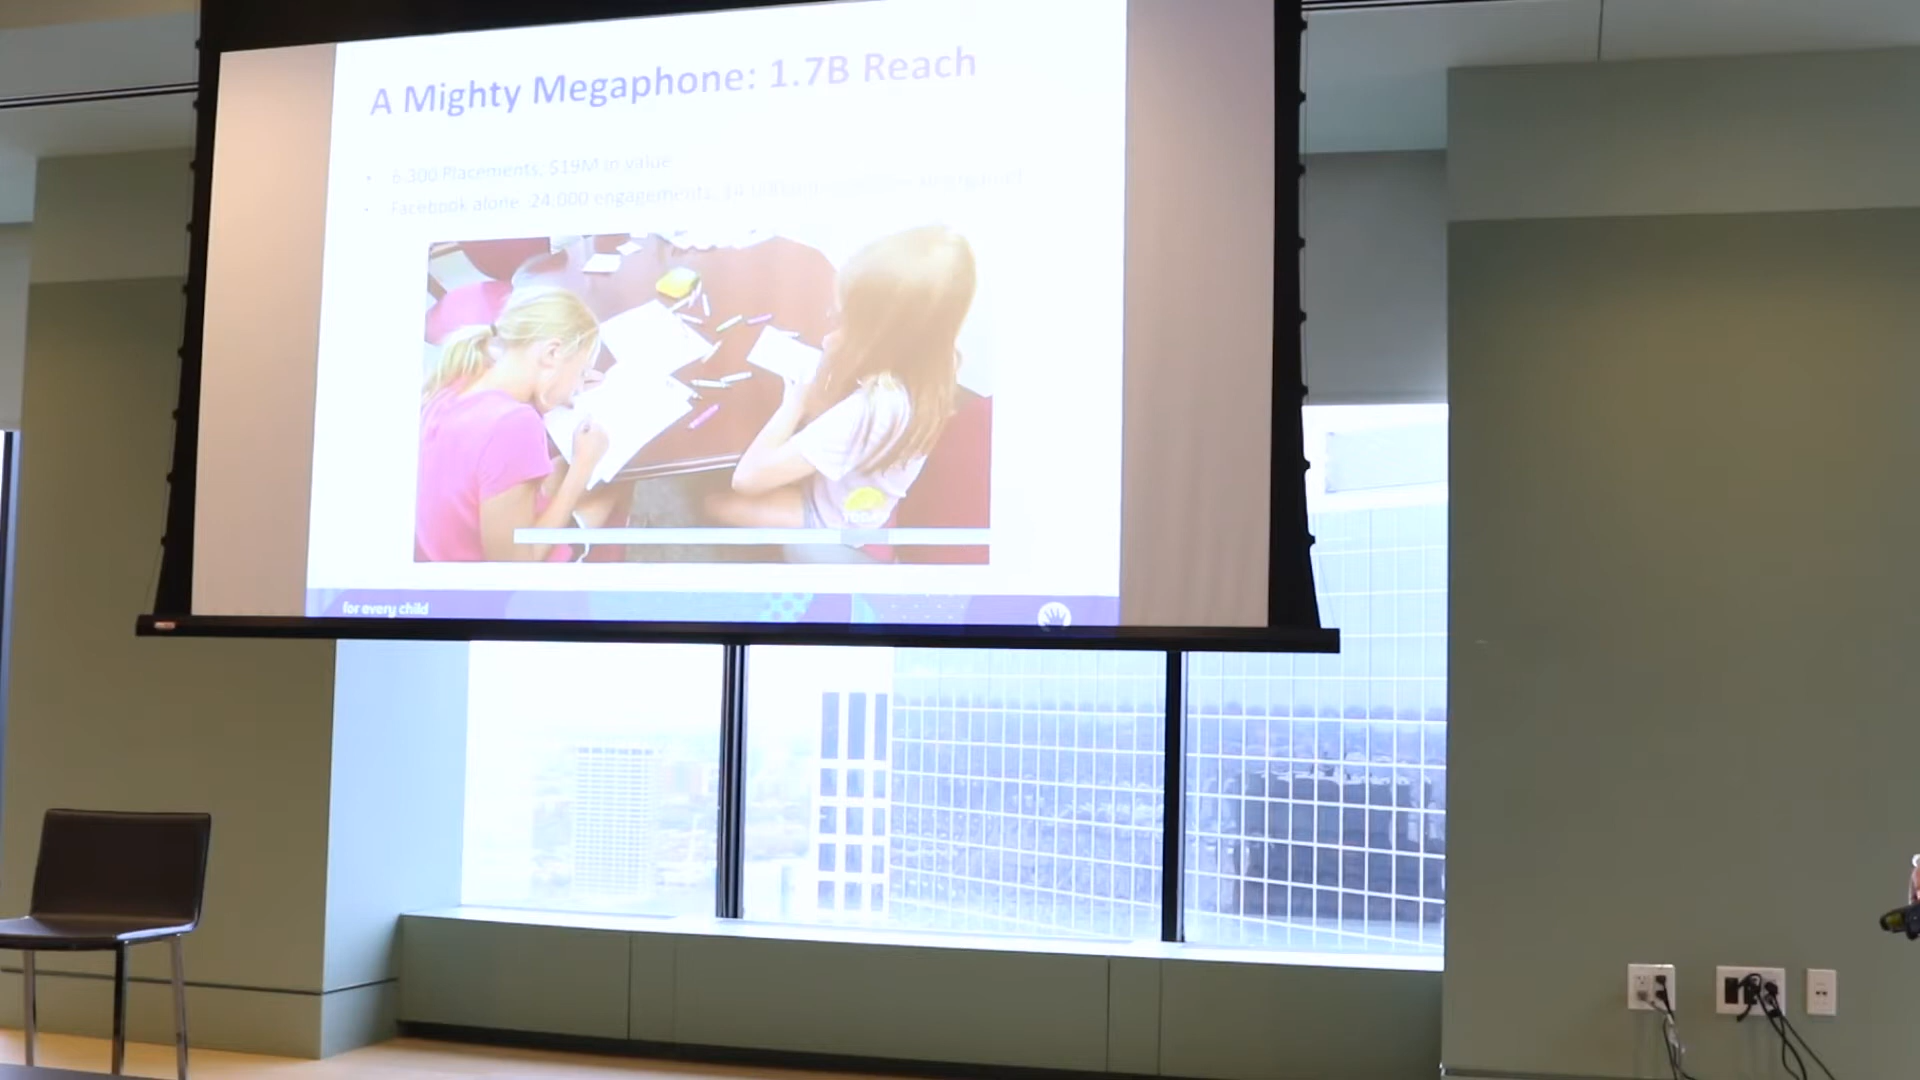 A Mighty Megaphone: 1.7B Reach
• 6,300 Placements, $19M in value
• Facebook alone, 24,000 engagements,
for every child